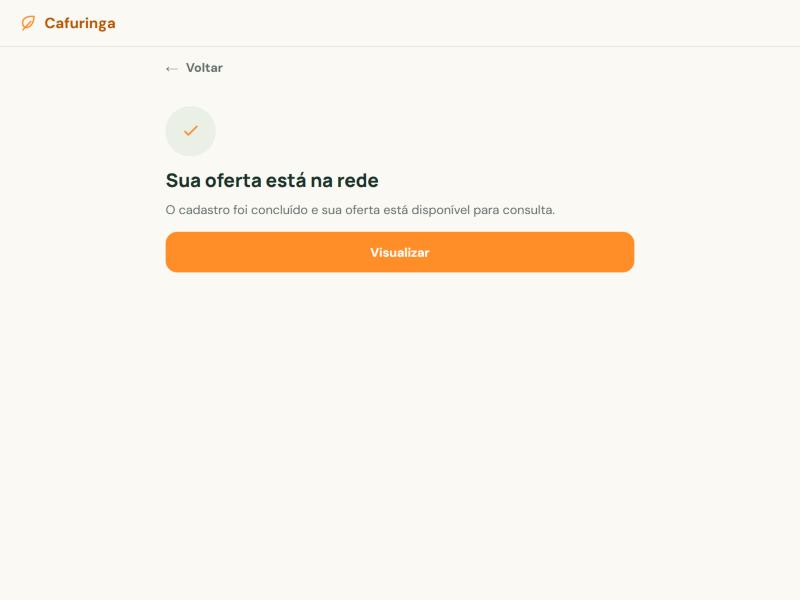 Cafuringa
← Voltar
Sua oferta está na rede
O cadastro foi concluído e sua oferta está disponível para consulta.
Visualizar